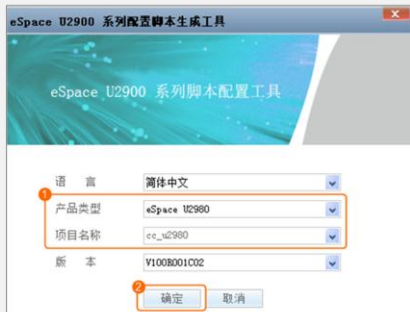 eSpace U2900 系列配置脚本生成工具
eSpace U2900 系列脚本配置工具
语 言 简体中文
1
产品类型 eSpace U2980
项目名称 cc_u2980
版 本 V100R001C02
2
确定 取消